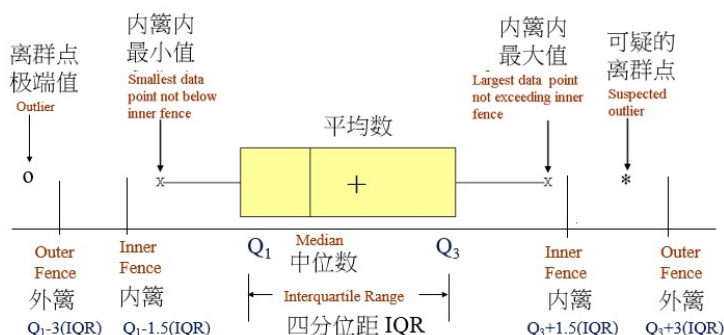 离群点
极端值
Outlier
o
内篱内
最小值
Smallest data
point not below
inner fence
x
平均数
+
内篱内
最大值
Largest data point
not exceeding inner
fence
x
可疑的
离群点
Suspected
outlier
*
Outer
Fence
外篱
Q1-3(IQR)
Inner
Fence
内篱
Q1-1.5(IQR)
Q1
Median
中位数
Q3
Interquartile Range
四分位距 IQR
Inner
Fence
内篱
Q3+1.5(IQR)
Outer
Fence
外篱
Q3+3(IQR)